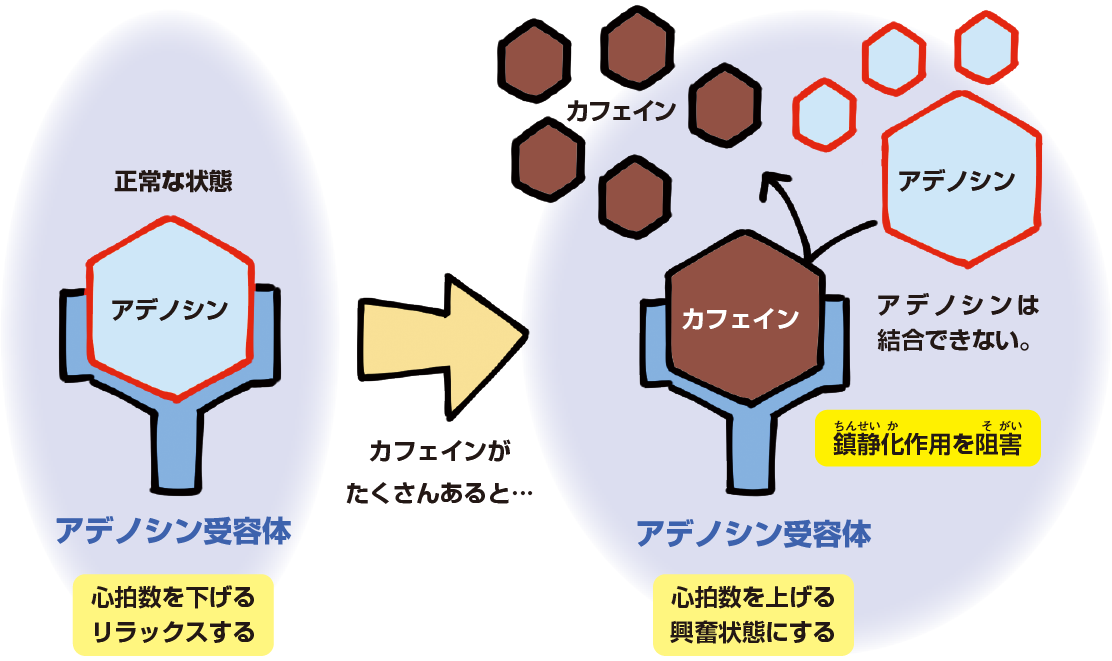 正常な状態
アデノシン
アデノシン受容体
心拍数を下げる
リラックスする
カフェインが
たくさんあると…
カフェイン
アデノシン
カフェイン
アデノシンは
結合できない。
ちんせいか そがい
鎮静化作用を阻害
アデノシン受容体
心拍数を上げる
興奮状態にする